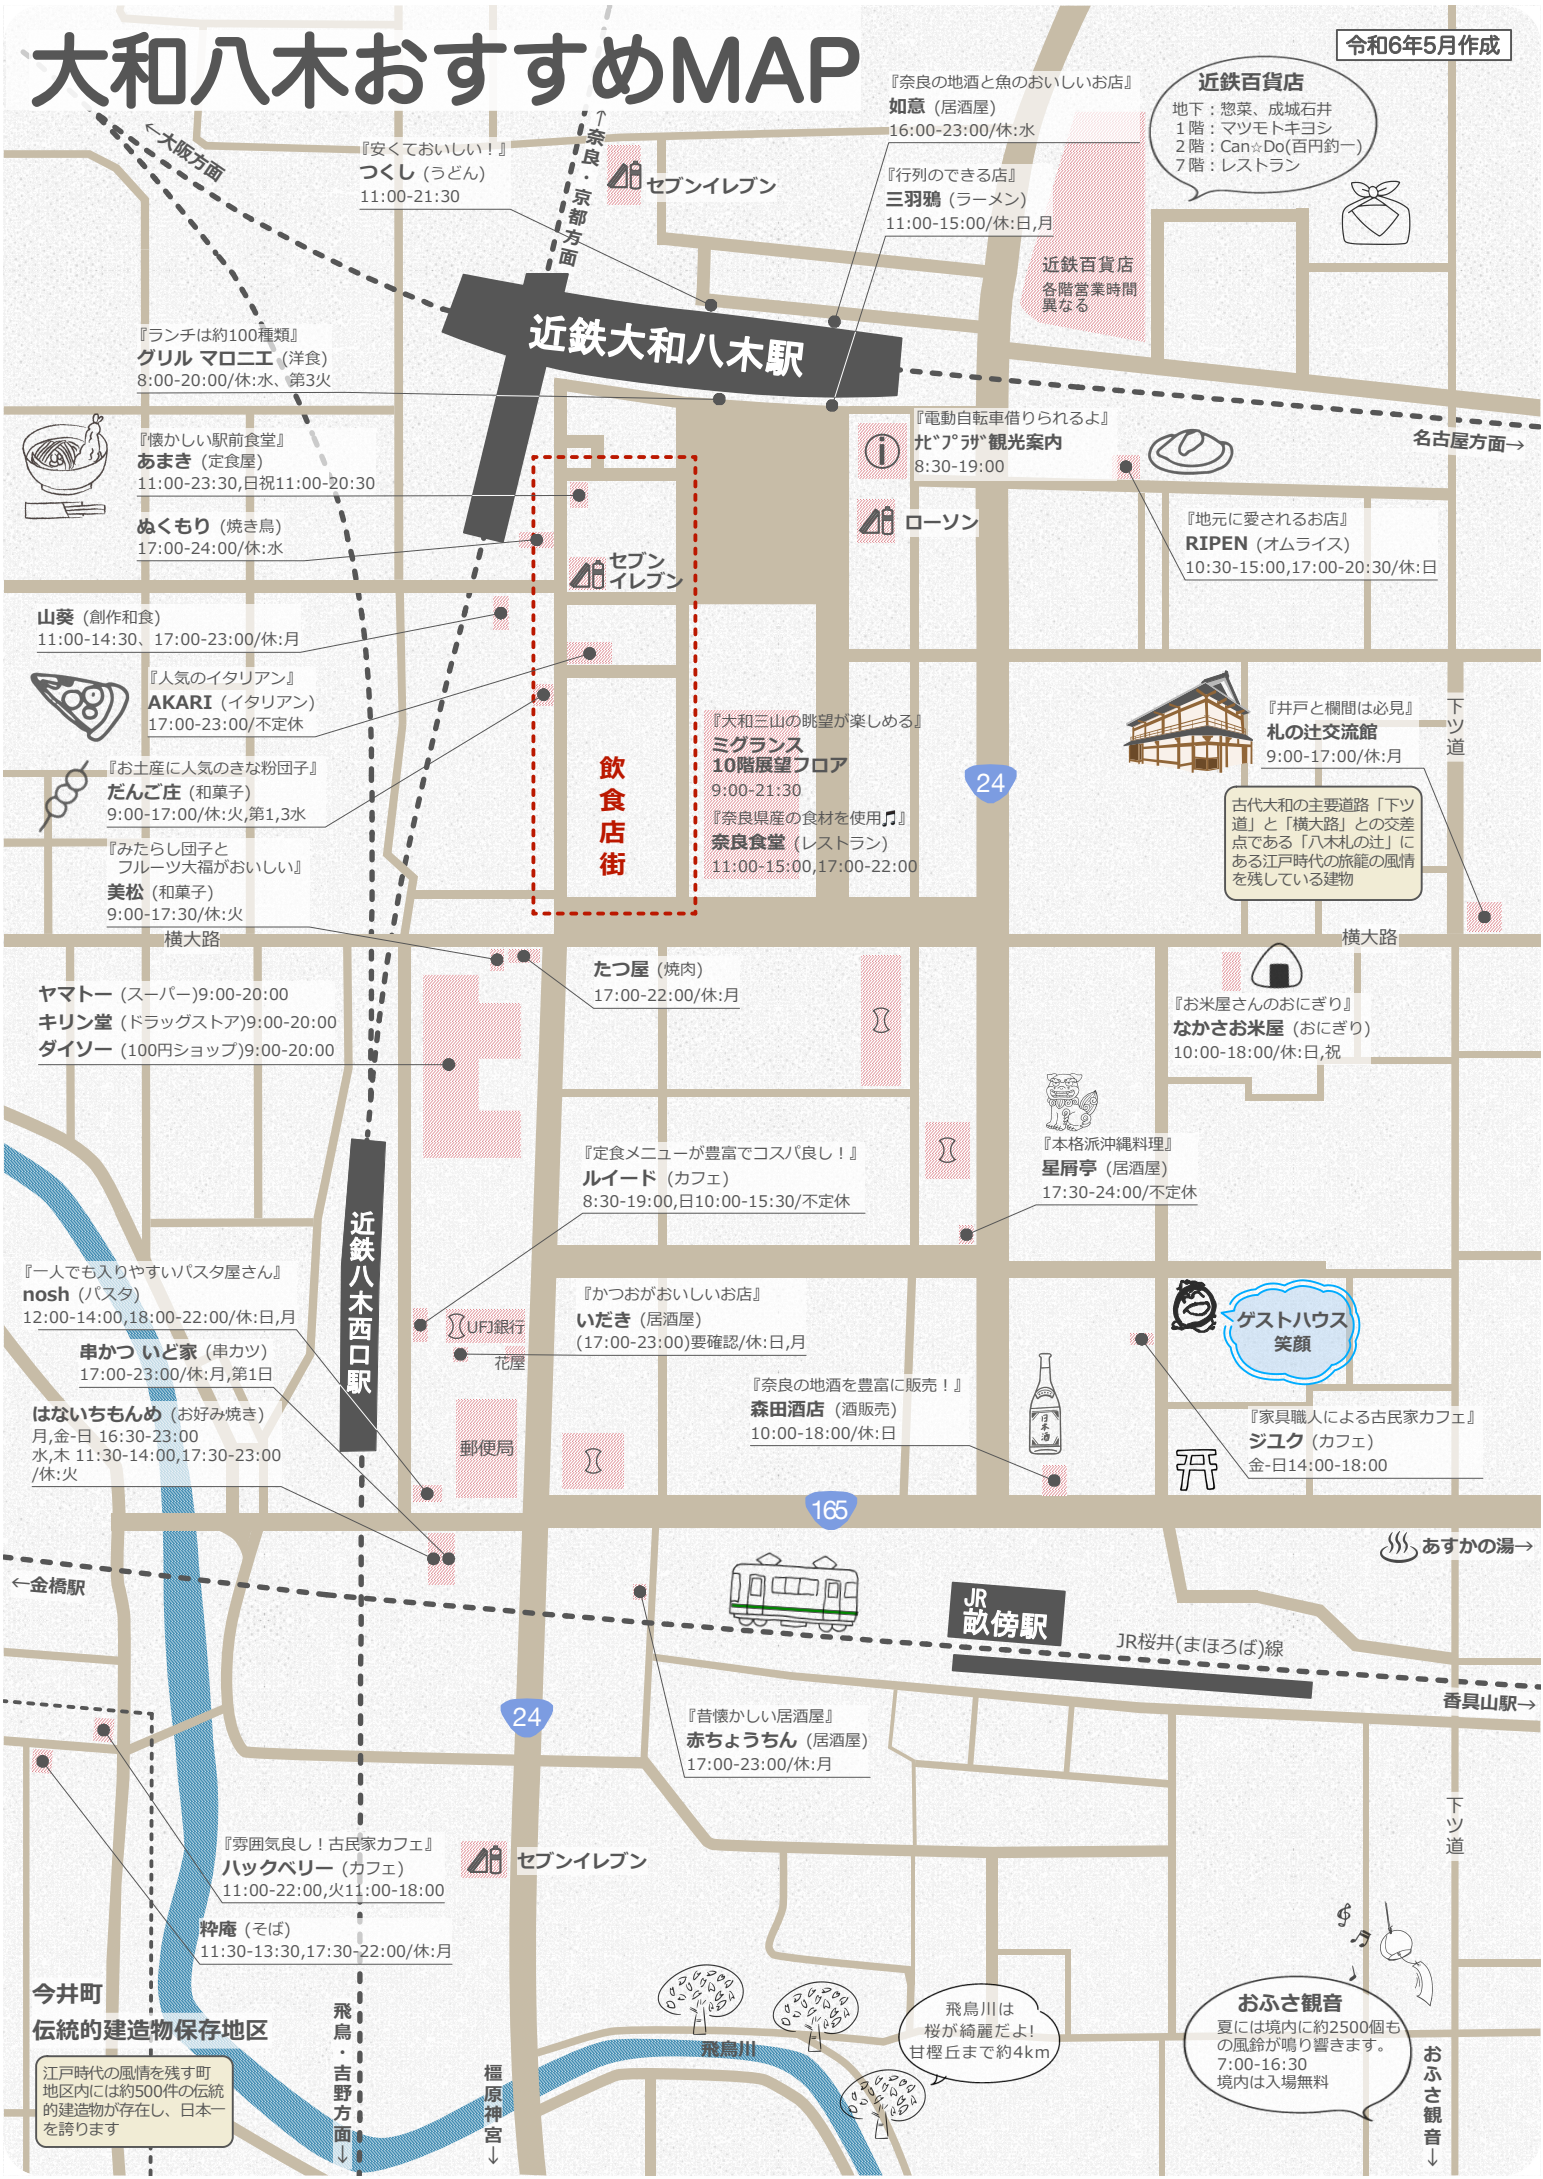 大和八木おすすめMAP
令和6年5月作成
近鉄百貨店
地下：惣菜、成城石井
1階：マツモトキヨシ
2階：Can☆Do(百円釣一)
7階：レストラン
『奈良の地酒と魚のおいしいお店』
如意 (居酒屋)
16:00-23:00/休:水
『行列のできる店』
三羽鴉 (ラーメン)
11:00-15:00/休:日,月
近鉄百貨店
各階営業時間
異なる
←大阪方面
↑奈良・京都方面
『安くておいしい！』
つくし (うどん)
11:00-21:30
セブンイレブン
近鉄大和八木駅
『ランチは約100種類』
グリル マロニエ (洋食)
8:00-20:00/休:水、第3火
『懐かしい駅前食堂』
あまき (定食屋)
11:00-23:30,日祝11:00-20:30
ぬくもり (焼き鳥)
17:00-24:00/休:水
『電動自転車借りられるよ』
ﾅﾋﾞﾌﾟﾗｻﾞ観光案内
8:30-19:00
名古屋方面→
ローソン
『地元に愛されるお店』
RIPEN (オムライス)
10:30-15:00,17:00-20:30/休:日
セブン
イレブン
山葵 (創作和食)
11:00-14:30、17:00-23:00/休:月
『人気のイタリアン』
AKARI (イタリアン)
17:00-23:00/不定休
『お土産に人気のきな粉団子』
だんご庄 (和菓子)
9:00-17:00/休:火,第1,3水
『みたらし団子と
フルーツ大福がおいしい』
美松 (和菓子)
9:00-17:30/休:火
横大路
飲食店街
『大和三山の眺望が楽しめる』
ミグランス
10階展望フロア
9:00-21:30
『奈良県産の食材を使用♫』
奈良食堂 (レストラン)
11:00-15:00,17:00-22:00
24
『井戸と欄間は必見』
札の辻交流館
9:00-17:00/休:月
下ツ道
古代大和の主要道路「下ツ
道」と「横大路」との交差
点である「八木札の辻」に
ある江戸時代の旅籠の風情
を残している建物
横大路
ヤマトー (スーパー)9:00-20:00
キリン堂 (ドラッグストア)9:00-20:00
ダイソー (100円ショップ)9:00-20:00
たつ屋 (焼肉)
17:00-22:00/休:月
『お米屋さんのおにぎり』
なかさお米屋 (おにぎり)
10:00-18:00/休:日,祝
『定食メニューが豊富でコスパ良し！』
ルイード (カフェ)
8:30-19:00,日10:00-15:30/不定休
『本格派沖縄料理』
星屑亭 (居酒屋)
17:30-24:00/不定休
近鉄八木西口駅
『一人でも入りやすいパスタ屋さん』
nosh (パスタ)
12:00-14:00,18:00-22:00/休:日,月
串かつ いど家 (串カツ)
17:00-23:00/休:月,第1日
はないちもんめ (お好み焼き)
月,金-日 16:30-23:00
水,木 11:30-14:00,17:30-23:00
/休:火
UFJ銀行
花屋
郵便局
『かつおがおいしいお店』
いだき (居酒屋)
(17:00-23:00)要確認/休:日,月
ゲストハウス
笑顔
『奈良の地酒を豊富に販売！』
森田酒店 (酒販売)
10:00-18:00/休:日
日本酒
『家具職人による古民家カフェ』
ジユク (カフェ)
金-日14:00-18:00
165
あすかの湯→
←金橋駅
JR
畝傍駅
JR桜井(まほろば)線
香具山駅→
24
『昔懐かしい居酒屋』
赤ちょうちん (居酒屋)
17:00-23:00/休:月
下ツ道
『雰囲気良し！古民家カフェ』
ハックベリー (カフェ)
11:00-22:00,火11:00-18:00
セブンイレブン
粋庵 (そば)
11:30-13:30,17:30-22:00/休:月
今井町
伝統的建造物保存地区
江戸時代の風情を残す町
地区内には約500件の伝統
的建造物が存在し、日本一
を誇ります
飛鳥・吉野方面↓
橿原神宮↓
飛鳥川
飛鳥川は
桜が綺麗だよ!
甘樫丘まで約4km
おふさ観音
夏には境内に約2500個も
の風鈴が鳴り響きます。
7:00-16:30
境内は入場無料
おふさ観音↓